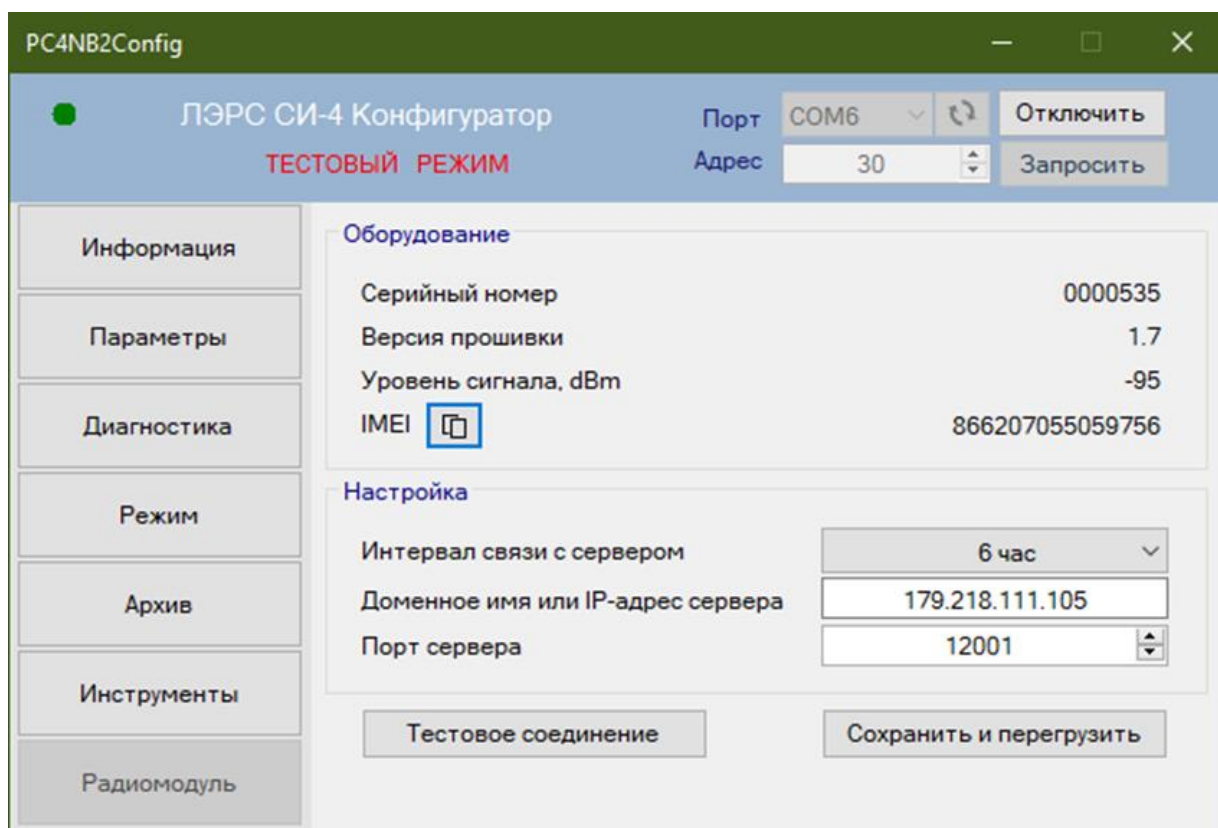 PC4NB2Config
ЛЭРС СИ-4 Конфигуратор
ТЕСТОВЫЙ РЕЖИМ
Порт COM6 Отключить
Адрес 30 Запросить
Информация
Параметры
Диагностика
Режим
Архив
Инструменты
Радиомодуль
Оборудование
Серийный номер 0000535
Версия прошивки 1.7
Уровень сигнала, dBm -95
IMEI 866207055059756
Настройка
Интервал связи с сервером 6 час
Доменное имя или IP-адрес сервера 179.218.111.105
Порт сервера 12001
Тестовое соединение Сохранить и перегрузить